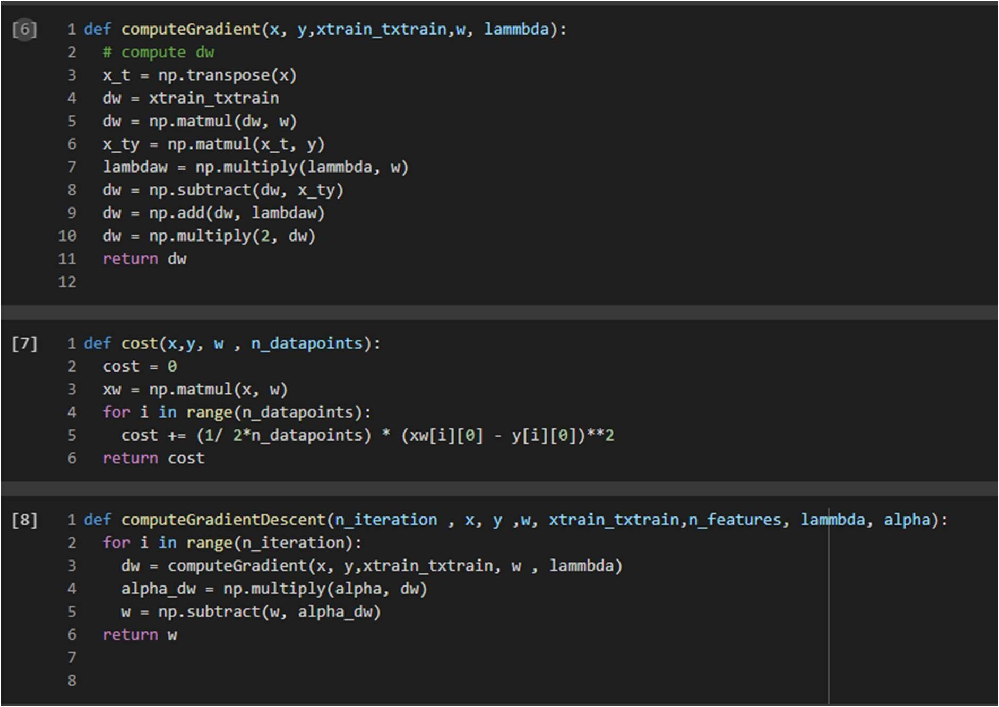 [6] 1 def computeGradient(x, y,xtrain_txtrain,w, lammbda):
2 # compute dw
3 x_t = np.transpose(x)
4 dw = xtrain_txtrain
5 dw = np.matmul(dw, w)
6 x_ty = np.matmul(x_t, y)
7 lambdaw = np.multiply(lammbda, w)
8 dw = np.subtract(dw, x_ty)
9 dw = np.add(dw, lambdaw)
10 dw = np.multiply(2, dw)
11 return dw
12
[7] 1 def cost(x,y, w , n_datapoints):
2 cost = 0
3 xw = np.matmul(x, w)
4 for i in range(n_datapoints):
5 cost += (1/ 2*n_datapoints) * (xw[i][0] - y[i][0])**2
6 return cost
[8] 1 def computeGradientDescent(n_iteration , x, y ,w, xtrain_txtrain,n_features, lammbda, alpha):
2 for i in range(n_iteration):
3 dw = computeGradient(x, y,xtrain_txtrain, w , lammbda)
4 alpha_dw = np.multiply(alpha, dw)
5 w = np.subtract(w, alpha_dw)
6 return w
7
8